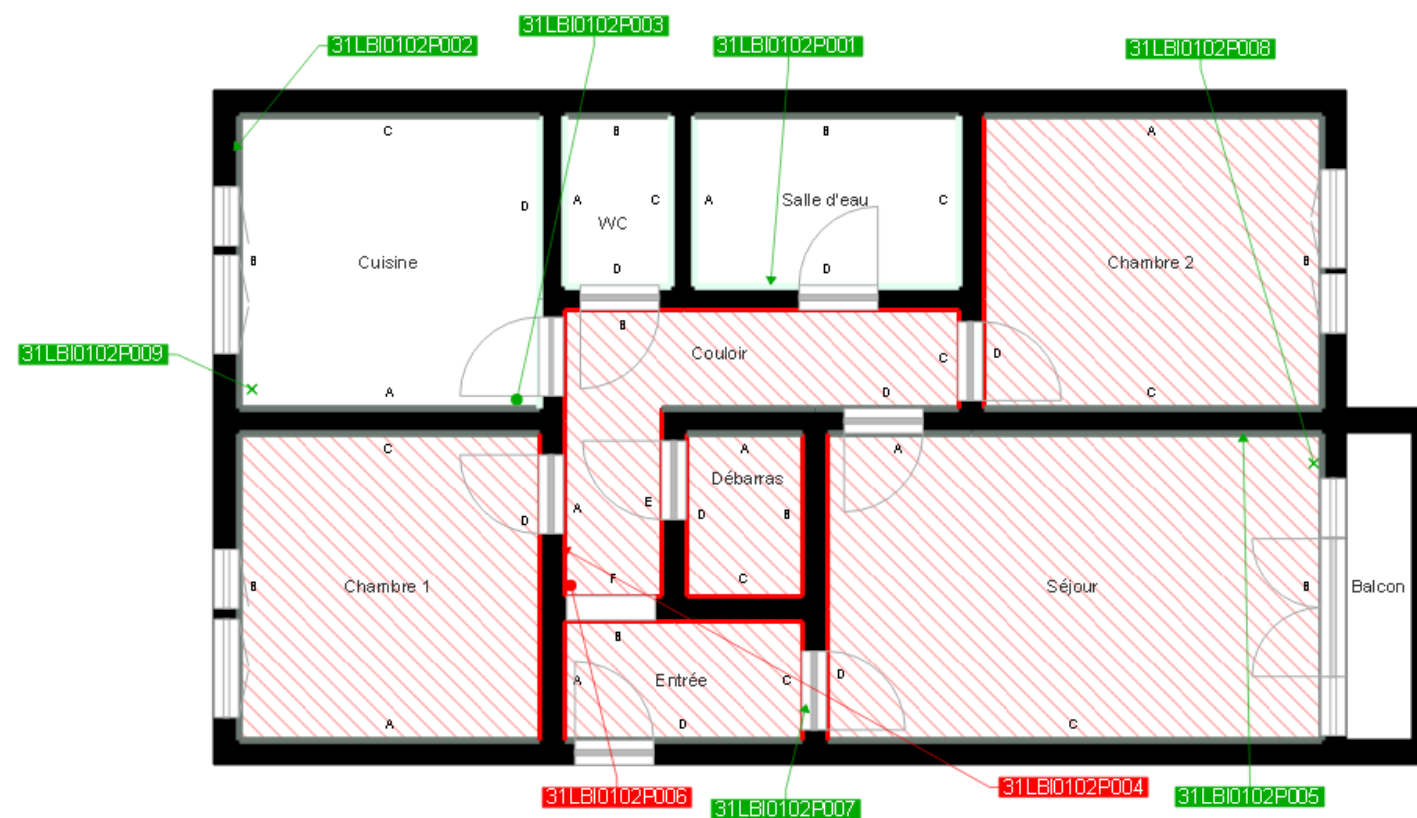 31LBI0102P003
31LBI0102P002
31LBI0102P001
31LBI0102P008
C
B
B
A
D
A
C
A
Salle d'eau
C
WC
Cuisine
B
D
D
Chambre 2
B
B
Couloir
31LBI0102P009
C
D
A
D
C
C
A
A
Débarras
E
A
D
B
D
F
C
Chambre 1
B
Séjour
B
Balcon
B
A
Entrée
C
D
A
D
C
31LBI0102P006
31LBI0102P004
31LBI0102P005
31LBI0102P007